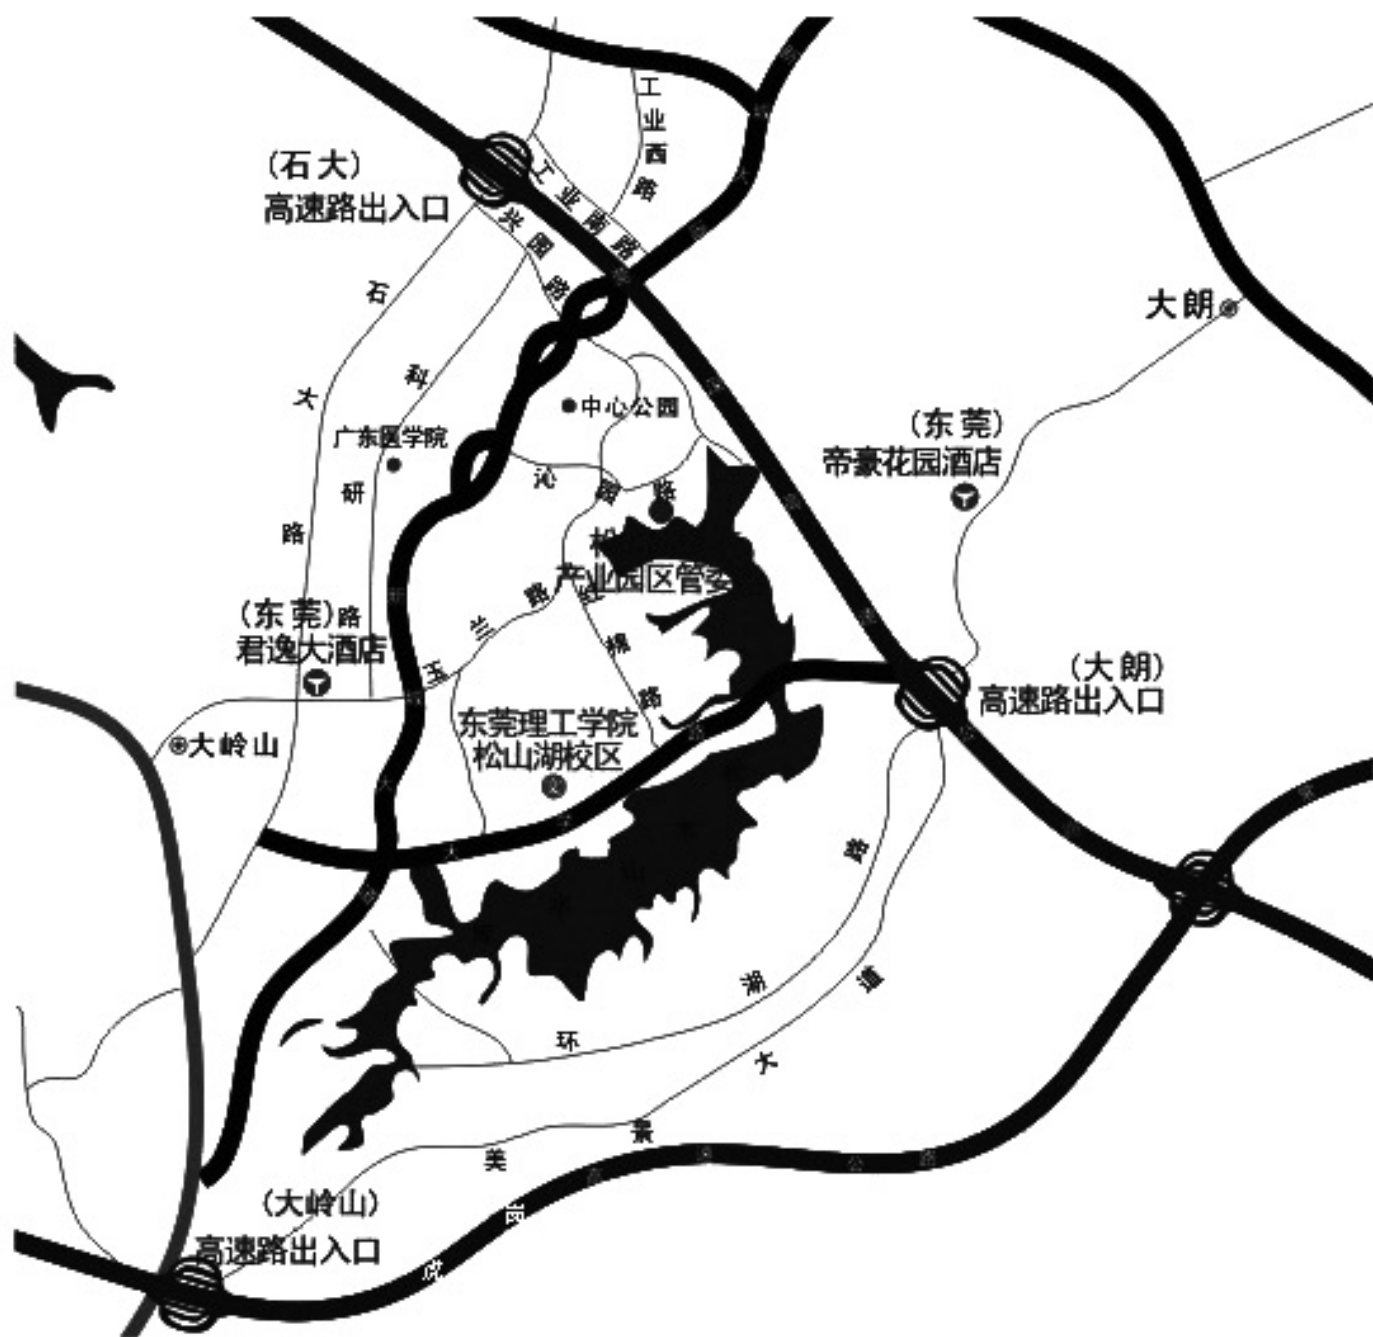 工业西路
(石大)
高速路出入口
工业南路
兴园路
石大路
科研路
大朗
中心公园
广东医学院
(东莞)
帝豪花园酒店
沁园路
产业园区管委
玉兰路
红棉路
(东莞)
君逸大酒店
(大朗)
高速路出入口
东莞理工学院
松山湖校区
大岭山
环湖路
美景大道
(大岭山)
高速路出入口